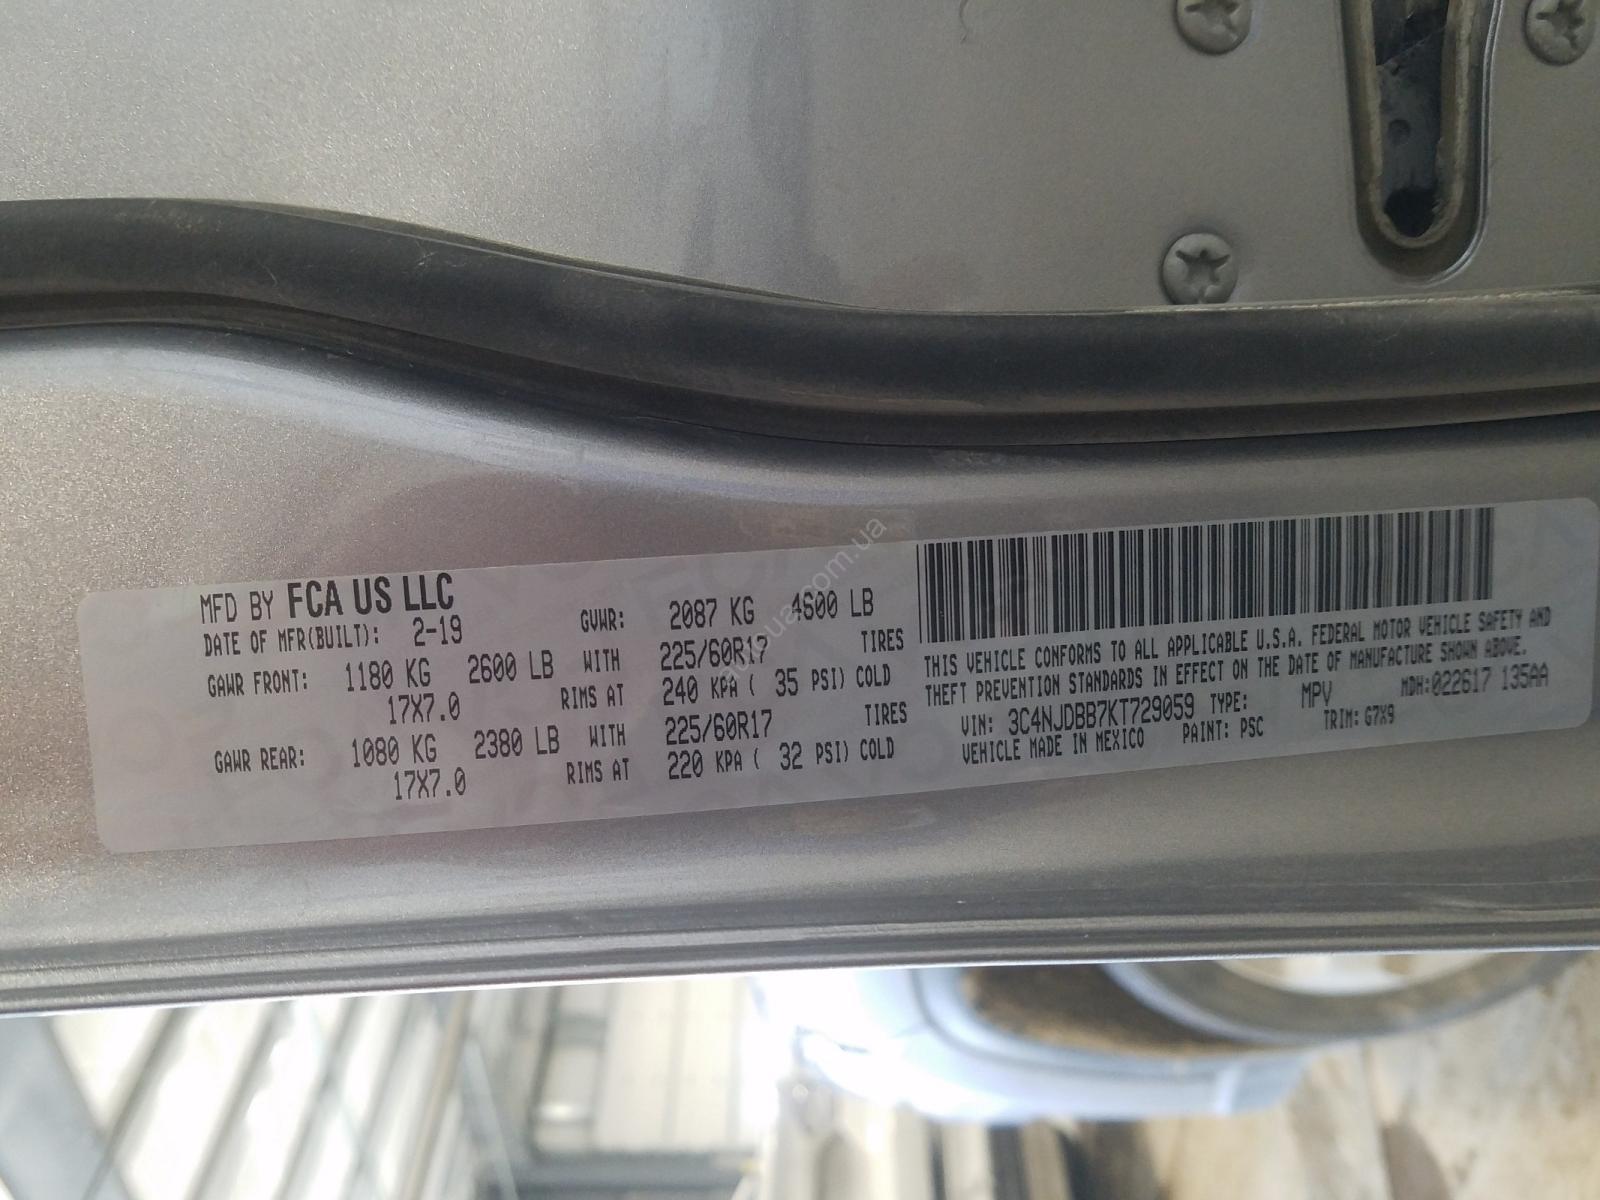 MFD BY FCA US LLC
DATE OF MFR(BUILT): 2-19 GVWR: 2087 KG 4600 LB
GAWR FRONT: 1180 KG 2600 LB WITH 225/60R17 TIRES
17X7.0 RIMS AT 240 KPA ( 35 PSI) COLD
GAWR REAR: 1080 KG 2380 LB WITH 225/60R17 TIRES
17X7.0 RIMS AT 220 KPA ( 32 PSI) COLD
THIS VEHICLE CONFORMS TO ALL APPLICABLE U.S.A. FEDERAL MOTOR VEHICLE SAFETY AND
THEFT PREVENTION STANDARDS IN EFFECT ON THE DATE OF MANUFACTURE SHOWN ABOVE.
VIN: 3C4NJDBB7KT729059 TYPE: MPV MDH:022617 135AA
VEHICLE MADE IN MEXICO PAINT: PSC TRIM: G7X9
autoua.com.ua